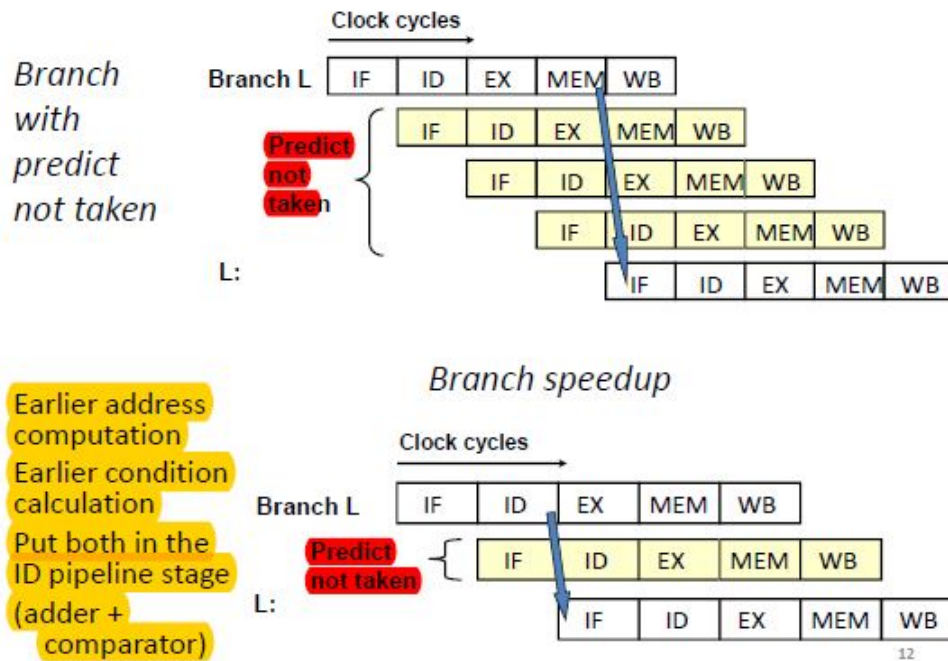 Clock cycles
Branch
with
predict
not taken
Branch L IF ID EX MEM WB
Predict
not
taken
IF ID EX MEM WB
IF ID EX MEM WB
IF ID EX MEM WB
L:
IF ID EX MEM WB
Branch speedup
Earlier address
computation
Earlier condition
calculation
Put both in the
ID pipeline stage
(adder +
comparator)
Clock cycles
Branch L IF ID EX MEM WB
Predict
not taken
IF ID EX MEM WB
L:
IF ID EX MEM WB
12